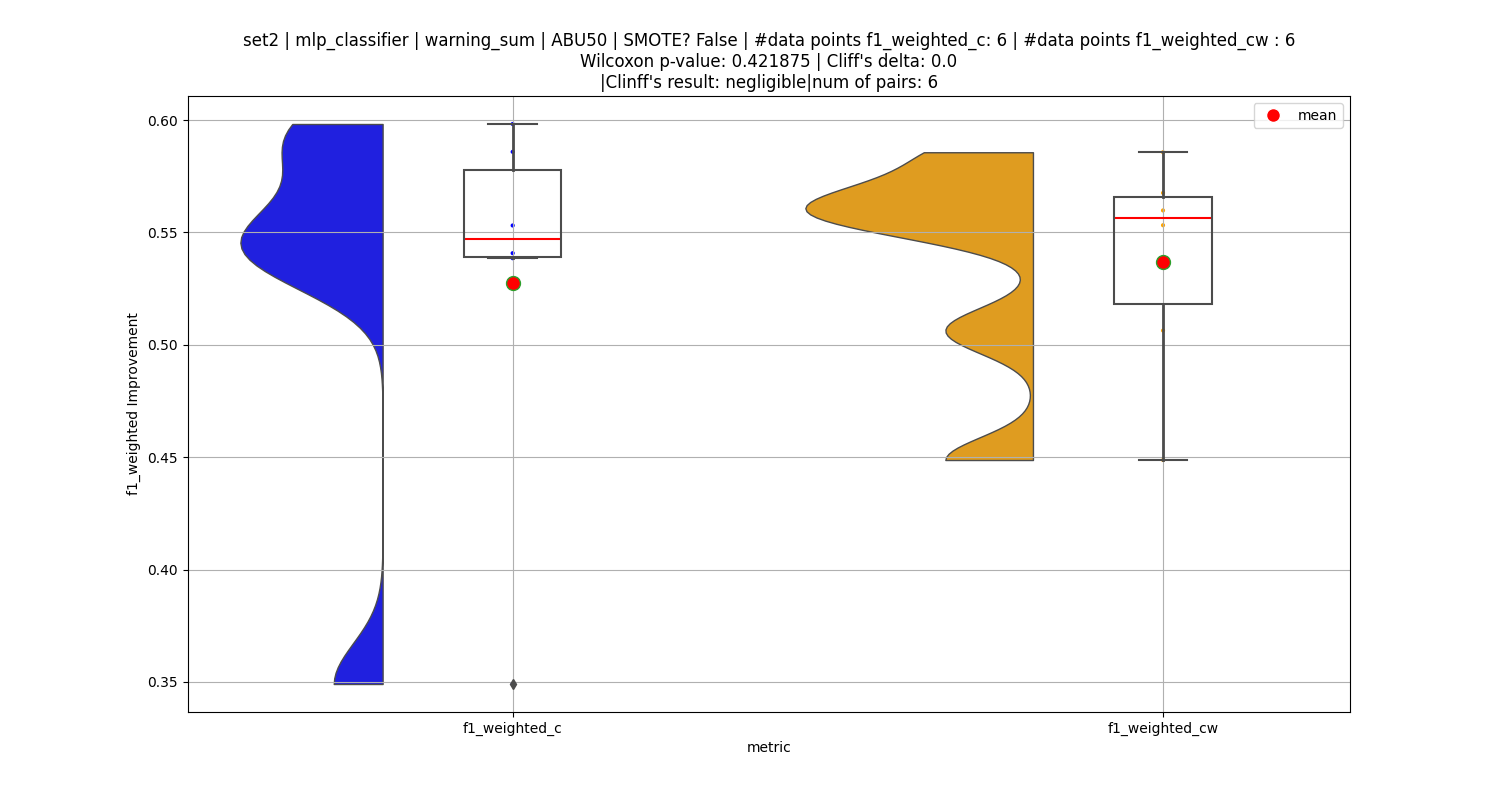 set2 | mlp_classifier | warning_sum | ABU50 | SMOTE? False | #data points f1_weighted_c: 6 | #data points f1_weighted_cw : 6
Wilcoxon p-value: 0.421875 | Cliff's delta: 0.0
|Clinff's result: negligible|num of pairs: 6
mean
0.60
0.55
0.50
0.45
0.40
0.35
f1_weighted Improvement
f1_weighted_c
f1_weighted_cw
metric